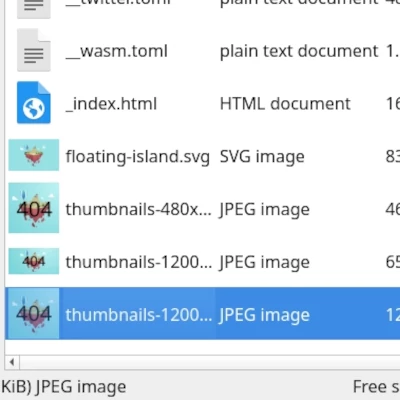 __twitter.toml plain text document
__wasm.toml plain text document 1.
_index.html HTML document 16
floating-island.svg SVG image 83
404 thumbnails-480x... JPEG image 46
404 thumbnails-1200... JPEG image 65
404 thumbnails-1200... JPEG image 12
KiB) JPEG image Free s